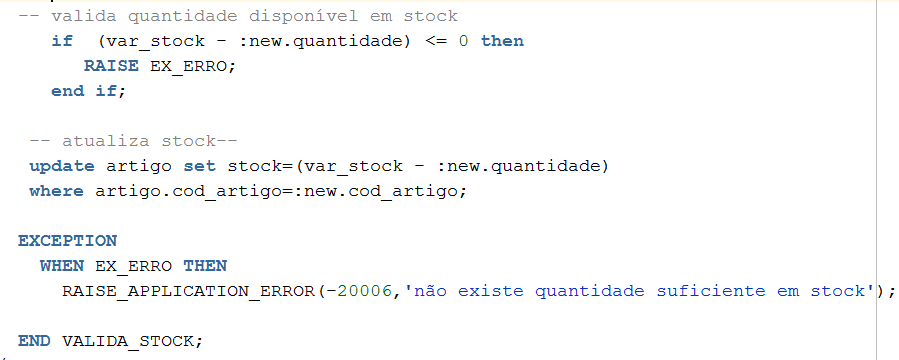 -- valida quantidade disponível em stock
if (var_stock - :new.quantidade) <= 0 then
RAISE EX_ERRO;
end if;
-- atualiza stock--
update artigo set stock=(var_stock - :new.quantidade)
where artigo.cod_artigo=:new.cod_artigo;
EXCEPTION
WHEN EX_ERRO THEN
RAISE_APPLICATION_ERROR(-20006,'não existe quantidade suficiente em stock');
END VALIDA_STOCK;